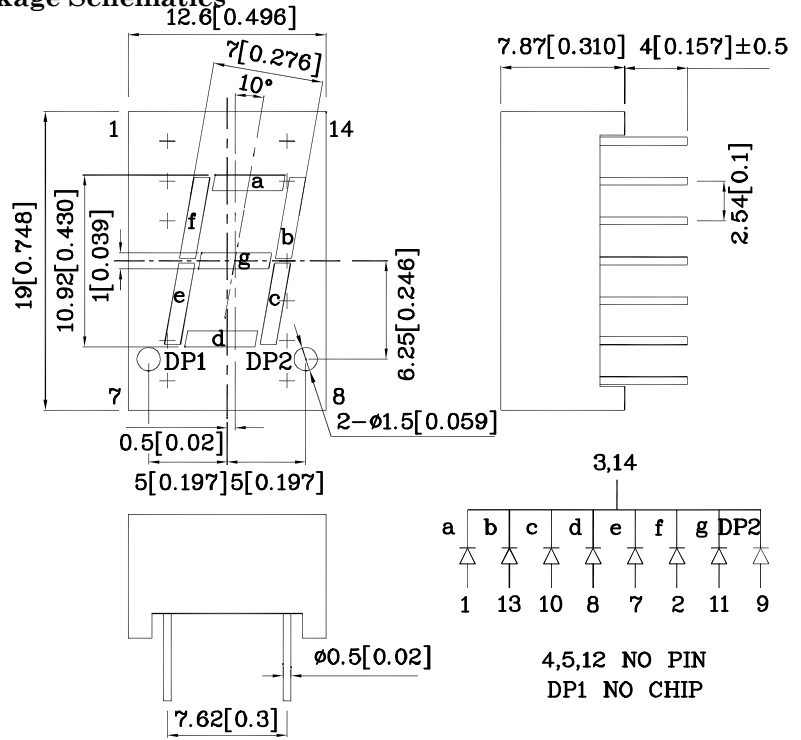 kage Schematics
12.6[0.496]
7[0.276]
10°
7.87[0.310] 4[0.157]±0.5
1 14
a
f
b
g
e
c
d
19[0.748]
10.92[0.430]
1[0.039]
6.25[0.246]
2.54[0.1]
DP1 DP2
7 8
2-ø1.5[0.059]
0.5[0.02]
5[0.197] 5[0.197]
3,14
a b c d e f g DP2
1 13 10 8 7 2 11 9
ø0.5[0.02]
7.62[0.3]
4,5,12 NO PIN
DP1 NO CHIP